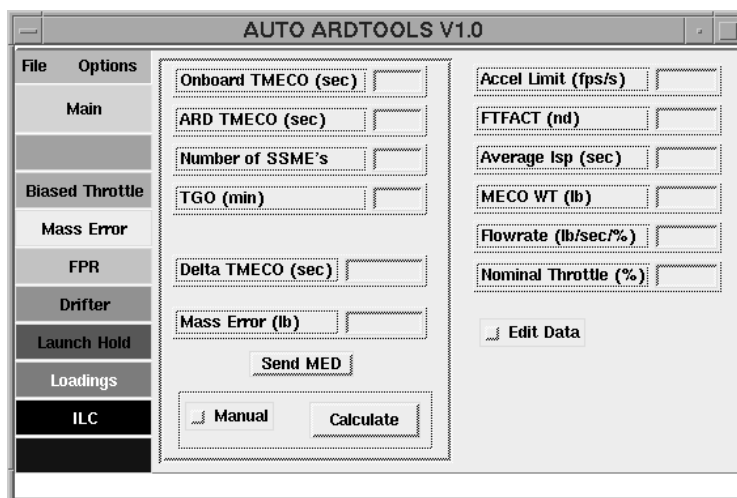 AUTO ARDTOOLS V1.0
File Options
Main
Biased Throttle
Mass Error
FPR
Drifter
Launch Hold
Loadings
ILC
Onboard TMECO (sec)
ARD TMECO (sec)
Number of SSME's
TGO (min)
Delta TMECO (sec)
Mass Error (lb)
Send MED
Manual
Calculate
Accel Limit (fps/s)
FTFACT (nd)
Average Isp (sec)
MECO WT (lb)
Flowrate (lb/sec/%)
Nominal Throttle (%)
Edit Data